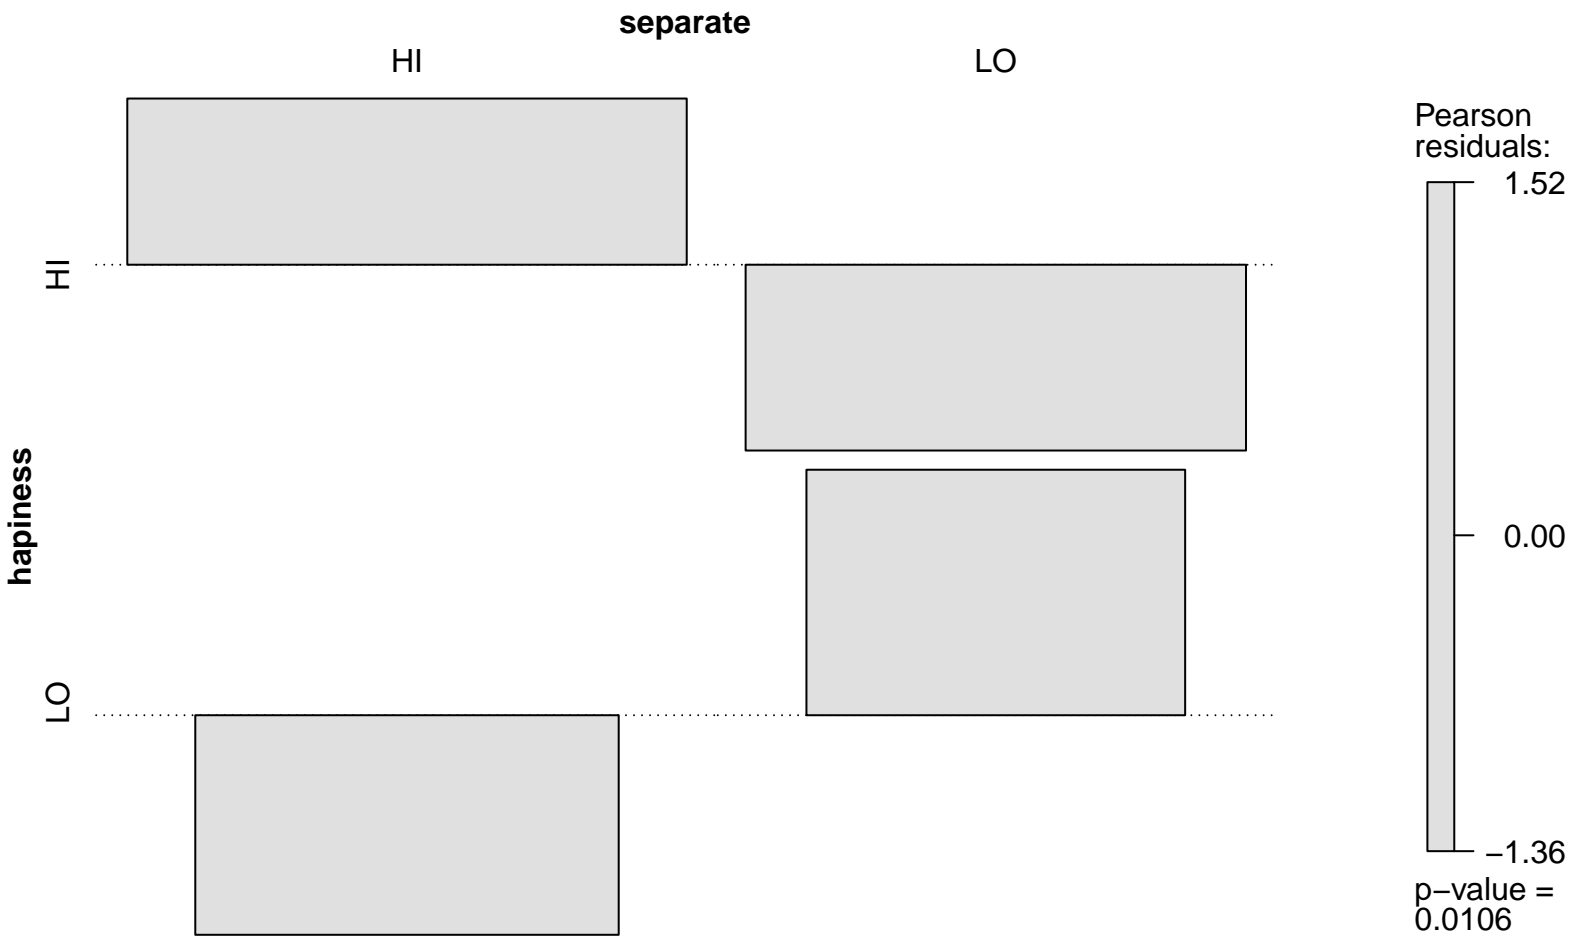 separate
HI
LO
hapiness
HI
LO
Pearson
residuals:
1.52
0.00
−1.36
p−value =
0.0106